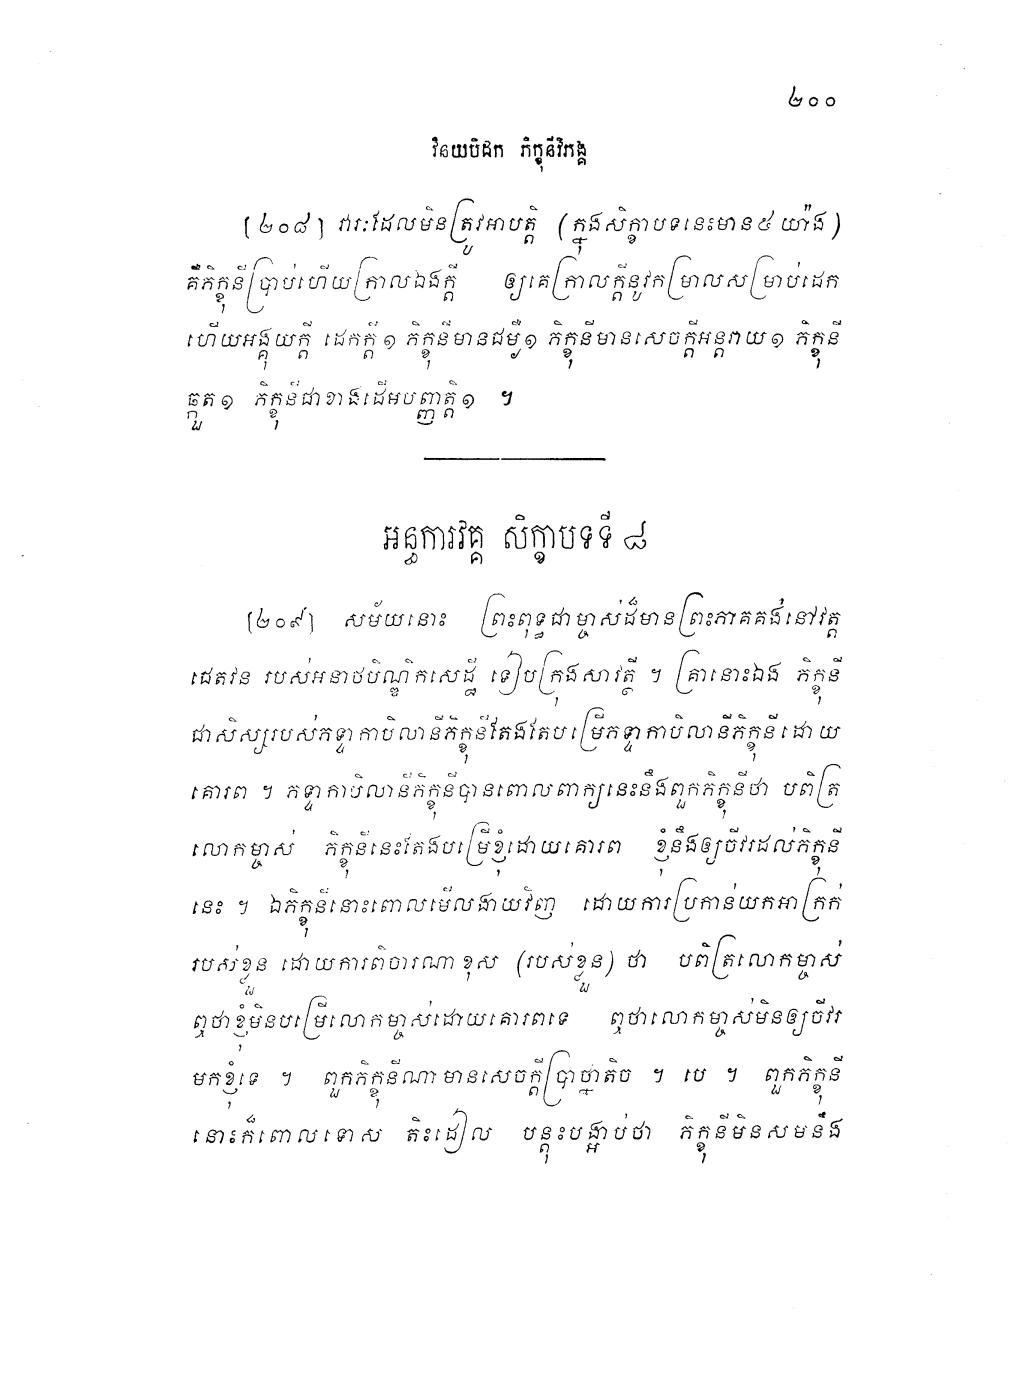 ២០០
វិនយបិដក ភិក្ខុនីវិភង្គ
[២០៨] វារៈដែលមិនត្រូវអាបត្តិ (ក្នុងសិក្ខាបទនេះមាន៥ យ៉ាង)
គឺភិក្ខុនីប្រាប់ហើយក្រាលឯងក្តី ឲ្យគេក្រាលក្តីនូវកម្រាលសម្រាប់ដេក
ហើយអង្គុយក្តី ដេកក្តី១ ភិក្ខុនីមានជម្ងឺ១ ភិក្ខុនីមានសេចក្តីអន្តរាយ១ ភិក្ខុនី
ឆ្កួត១ ភិក្ខុនីជាខាងដើមបញ្ញាត្តិ១ ។
អន្ធការវគ្គ សិក្ខាបទទី ៨
[២០៩] សម័យនោះ ព្រះពុទ្ធជាម្ចាស់ដ៏មានព្រះភាគគង់នៅវត្ត
ជេតវន របស់អនាថបិណ្ឌិកសេដ្ឋី ទៀបក្រុងសាវត្ថី ។ គ្រានោះឯង ភិក្ខុនី
ជាសិស្សរបស់ភទ្ទាកាបិលានីភិក្ខុនីតែងតែបម្រើភទ្ទាកាបិលានីភិក្ខុនីដោយ
គោរព ។ ភទ្ទាកាបិលានីភិក្ខុនីបានពោលពាក្យនេះនឹងពួកភិក្ខុនីថា បពិត្រ
លោកម្ចាស់ ភិក្ខុនីនេះតែងបម្រើខ្ញុំដោយគោរព ខ្ញុំនឹងឲ្យចីវរដល់ភិក្ខុនី
នេះ ។ ឯភិក្ខុនីនោះពោលមើលងាយវិញ ដោយការប្រកាន់យកអាក្រក់
របស់ខ្លួន ដោយការពិចារណាខុស (របស់ខ្លួន) ថា បពិត្រលោកម្ចាស់
ឮថាខ្ញុំមិនបម្រើលោកម្ចាស់ដោយគោរពទេ ឮថាលោកម្ចាស់មិនឲ្យចីវរ
មកខ្ញុំទេ ។ ពួកភិក្ខុនីណាមានសេចក្តីប្រាថ្នាតិច ។ បេ ។ ពួកភិក្ខុនី
នោះក៏ពោលទោស តិះដៀល បន្តុះបង្អាប់ថា ភិក្ខុនីមិនសមនឹង